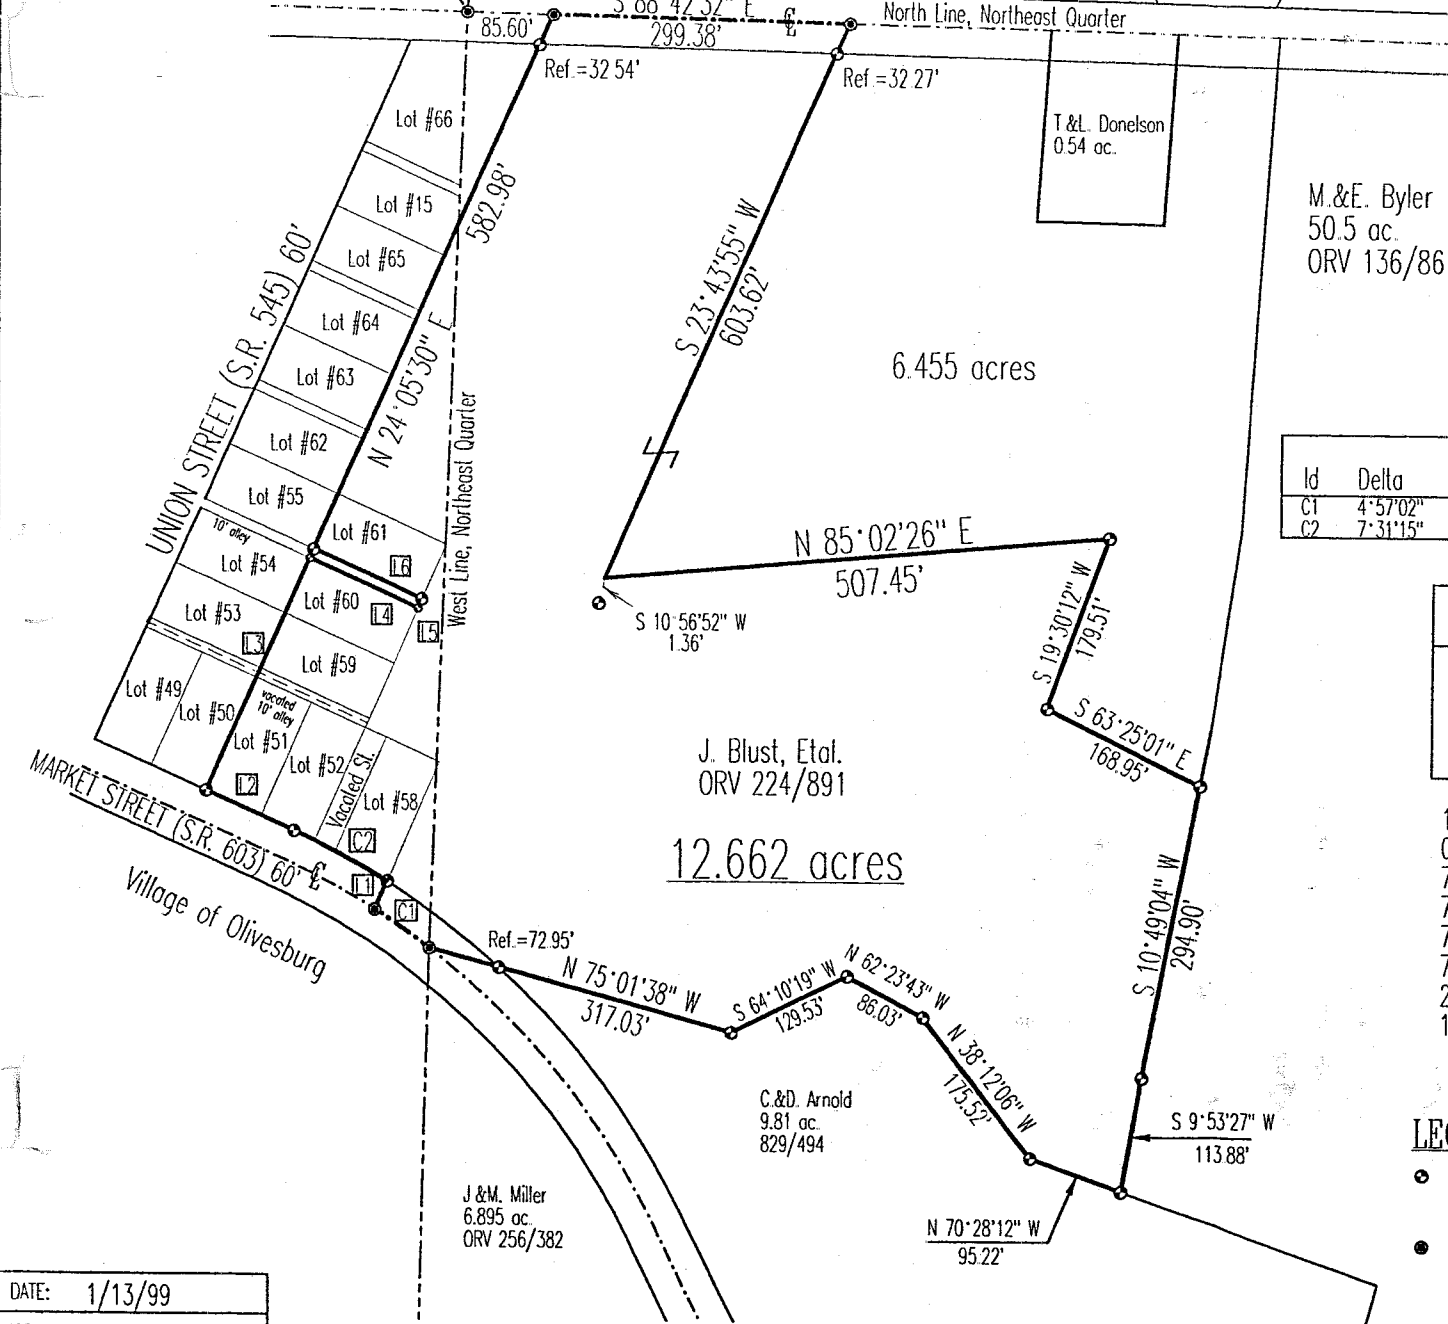 S 88°42'32" E
North Line, Northeast Quarter
85.60'
299.38'
Ref.=32.54'
Ref.=32.27'
Lot #66
T.&L. Donelson
0.54 ac.
Lot #15
582.98'
M.&E. Byler
50.5 ac.
ORV 136/86
Lot #65
UNION STREET (S.R. 545) 60'
S 23°43'55" W
603.62'
Lot #64
N 24°05'30" E
Lot #63
6.455 acres
Lot #62
West Line, Northeast Quarter
Id Delta
C1 4°57'02"
C2 7°31'15"
Lot #55
Lot #61
10' alley
N 85°02'26" E
507.45'
Lot #54
L6
Lot #60
L4
L5
Lot #53
S 10°56'52" W
1.36'
S 19°30'12" W
179.51'
L3
Lot #59
Lot #49
Lot #50
vacated
10' alley
S 63°25'01" E
168.95'
Lot #51
Lot #52
Vacated St.
J. Blust, Etal.
ORV 224/891
L2
Lot #58
MARKET STREET (S.R. 603) 60'
C2
12.662 acres
L1
C1
Village of Olivesburg
S 10°49'04" W
294.90'
Ref.=72.95'
N 75°01'38" W
317.03'
S 64°10'19" W
129.53'
N 62°23'43" W
86.03'
N 38°12'06" W
175.52'
C.&D. Arnold
9.81 ac.
829/494
S 9°53'27" W
113.88'
J.&M. Miller
6.895 ac.
ORV 256/382
N 70°28'12" W
95.22'
DATE: 1/13/99